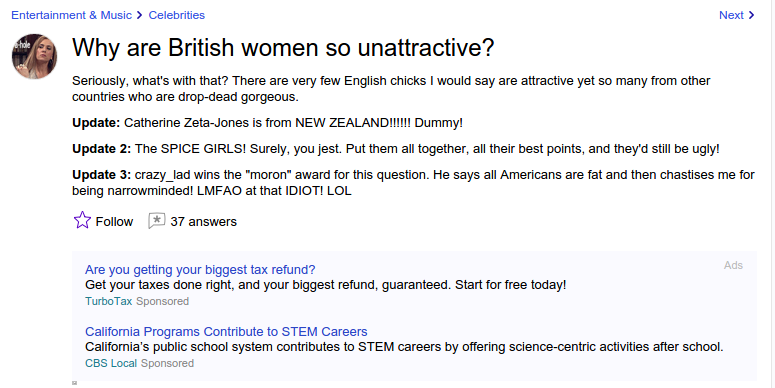 Entertainment & Music > Celebrities
Next >
a-hole
Why are British women so unattractive?
Seriously, what's with that? There are very few English chicks I would say are attractive yet so many from other
countries who are drop-dead gorgeous.
Update: Catherine Zeta-Jones is from NEW ZEALAND!!!!!! Dummy!
Update 2: The SPICE GIRLS! Surely, you jest. Put them all together, all their best points, and they'd still be ugly!
Update 3: crazy_lad wins the "moron" award for this question. He says all Americans are fat and then chastises me for
being narrowminded! LMFAO at that IDIOT! LOL
Follow 37 answers
Ads
Are you getting your biggest tax refund?
Get your taxes done right, and your biggest refund, guaranteed. Start for free today!
TurboTax Sponsored
California Programs Contribute to STEM Careers
California's public school system contributes to STEM careers by offering science-centric activities after school.
CBS Local Sponsored